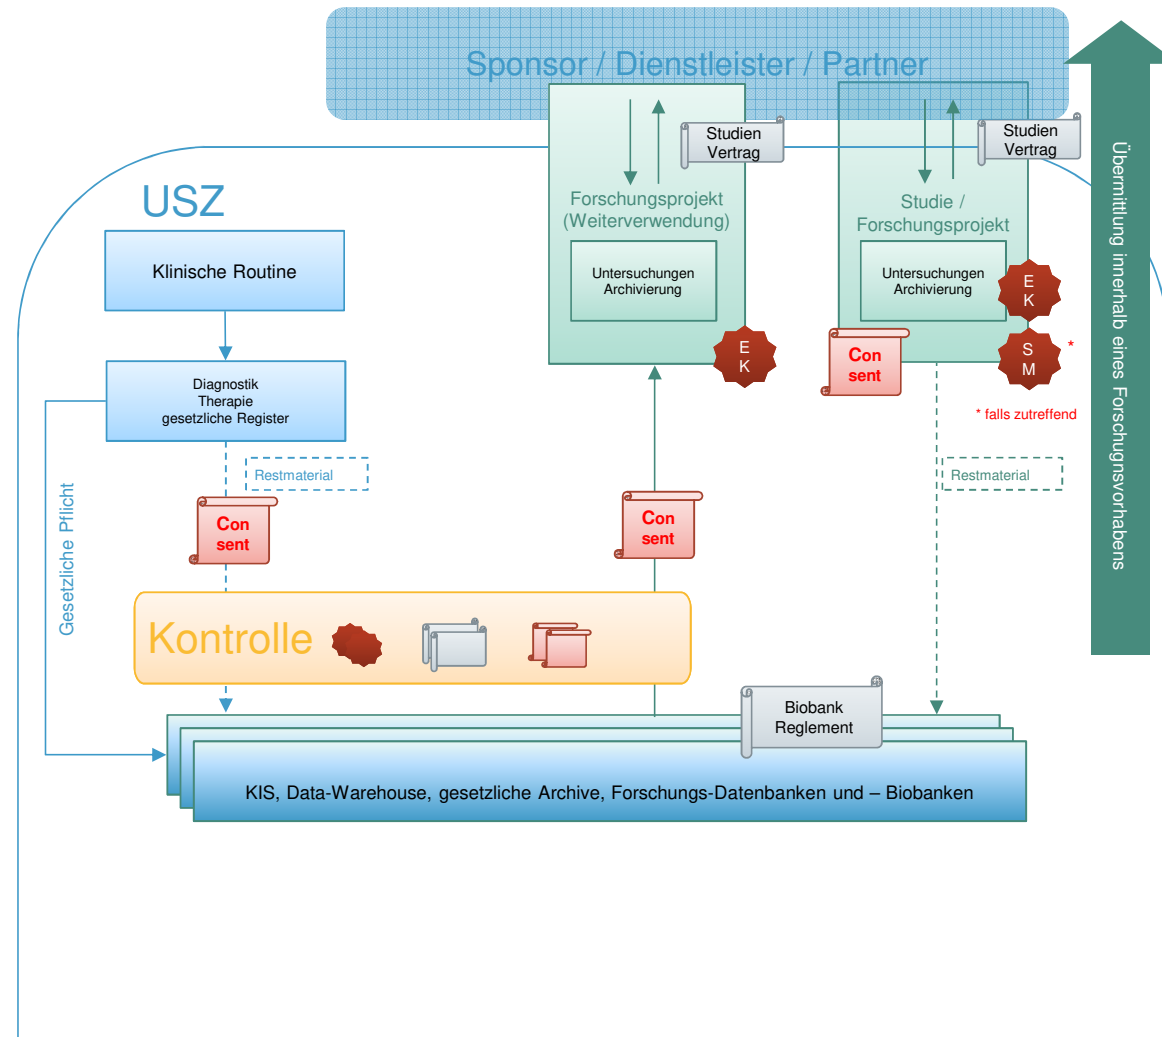 Sponsor / Dienstleister / Partner
Studien
Vertrag
Studien
Vertrag
USZ
Klinische Routine
Diagnostik
Therapie
gesetzliche Register
Restmaterial
Con
sent
Gesetzliche Pflicht
Forschungsprojekt
(Weiterverwendung)
Untersuchungen
Archivierung
E
K
Con
sent
Studie /
Forschungsprojekt
Untersuchungen
Archivierung
E
K
Con
sent
S
M
*
* falls zutreffend
Restmaterial
Übermittlung innerhalb eines Forschugnsvorhabens
Kontrolle
Biobank
Reglement
KIS, Data-Warehouse, gesetzliche Archive, Forschungs-Datenbanken und – Biobanken